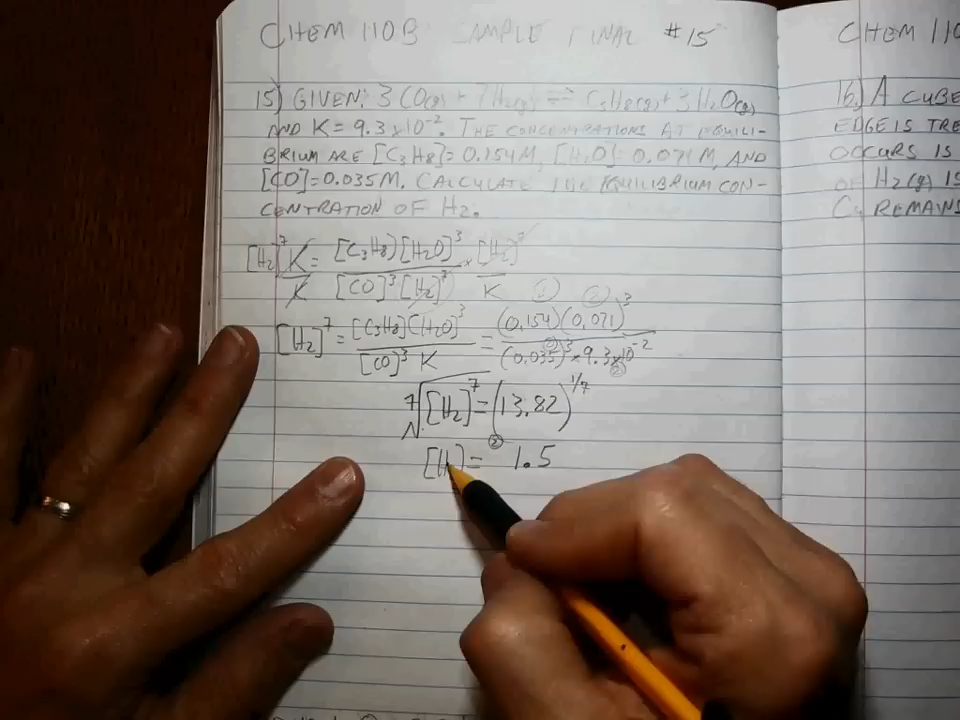 CHEM 110B SAMPLE FINAL #15
15) GIVEN: 3CO(g) + 7H2(g) ⇌ C3H8(g) + 3H2O(g)
AND K = 9.3×10^-2. THE CONCENTRATIONS AT EQUILI-
BRIUM ARE [C3H8]=0.154M, [H2O]=0.071M, AND
[CO]=0.035M. CALCULATE THE EQUILIBRIUM CON-
CENTRATION OF H2.
[H2]^7/K K = [C3H8][H2O]^3/[CO]^3[H2]^7 × [H2]^7/K
[H2]^7 = [C3H8][H2O]^3/[CO]^3 K = (0.154)(0.071)^3/(0.035)^3×9.3×10^-2
7√[H2]^7 = (13.82)^1/7
[H]= 1.5
CHEM 110
16.) A CUBE
EDGE IS TRE
OCCURS IS
OF H2(g) IS
REMAINS